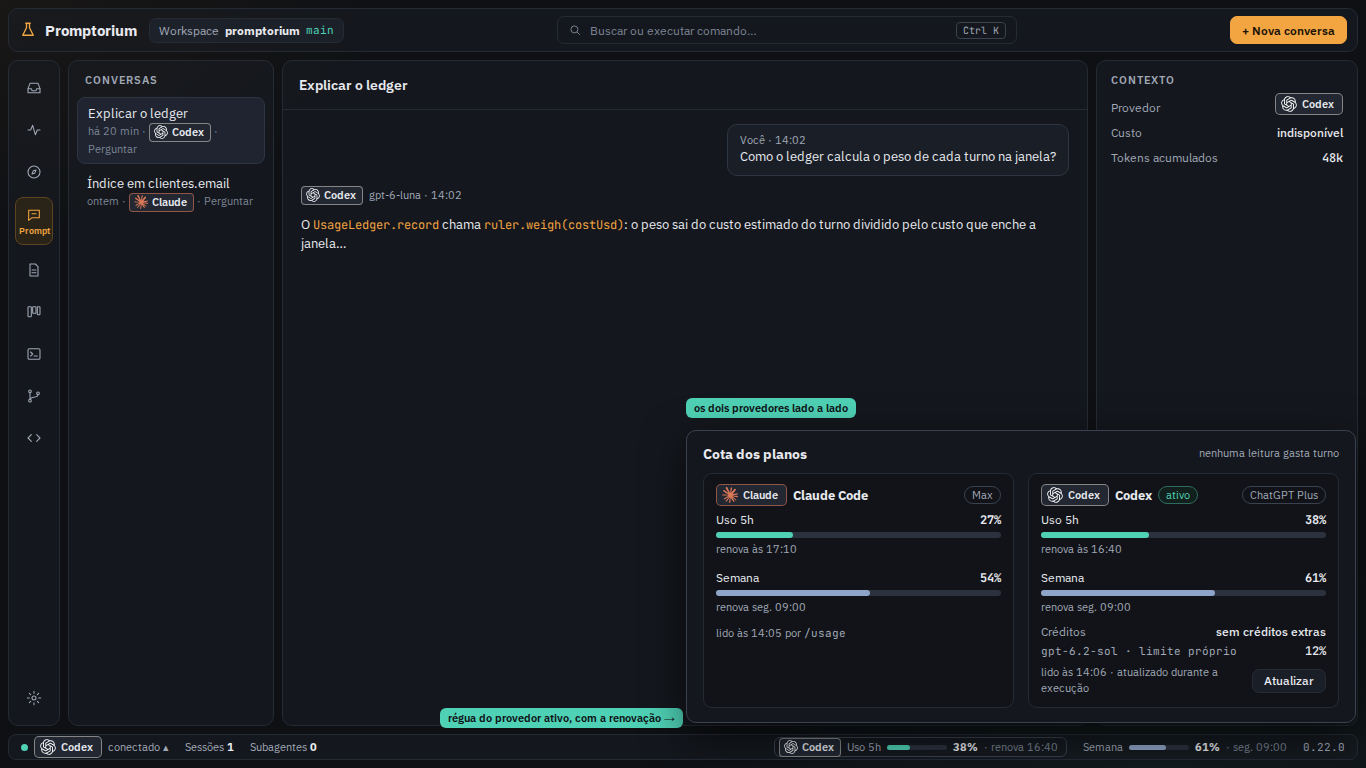 Promptorium
Workspace promptorium main
Buscar ou executar comando...
Ctrl K
+ Nova conversa
Prompt
CONVERSAS
Explicar o ledger
há 20 min · Codex ·
Perguntar
Índice em clientes.email
ontem · Claude · Perguntar
Explicar o ledger
Você · 14:02
Como o ledger calcula o peso de cada turno na janela?
Codex gpt-6-luna · 14:02
O UsageLedger.record chama ruler.weigh(costUsd): o peso sai do custo estimado do turno dividido pelo custo que enche a
janela...
CONTEXTO
Provedor Codex
Custo indisponível
Tokens acumulados 48k
os dois provedores lado a lado
Cota dos planos
nenhuma leitura gasta turno
Claude Claude Code Max
Uso 5h 27%
renova às 17:10
Semana 54%
renova seg. 09:00
lido às 14:05 por /usage
Codex Codex ativo ChatGPT Plus
Uso 5h 38%
renova às 16:40
Semana 61%
renova seg. 09:00
Créditos sem créditos extras
gpt-6.2-sol · limite próprio 12%
lido às 14:06 · atualizado durante a
execução
Atualizar
régua do provedor ativo, com a renovação →
Codex conectado ▴ Sessões 1 Subagentes 0
Codex Uso 5h 38% · renova 16:40 Semana 61% · seg. 09:00 0.22.0